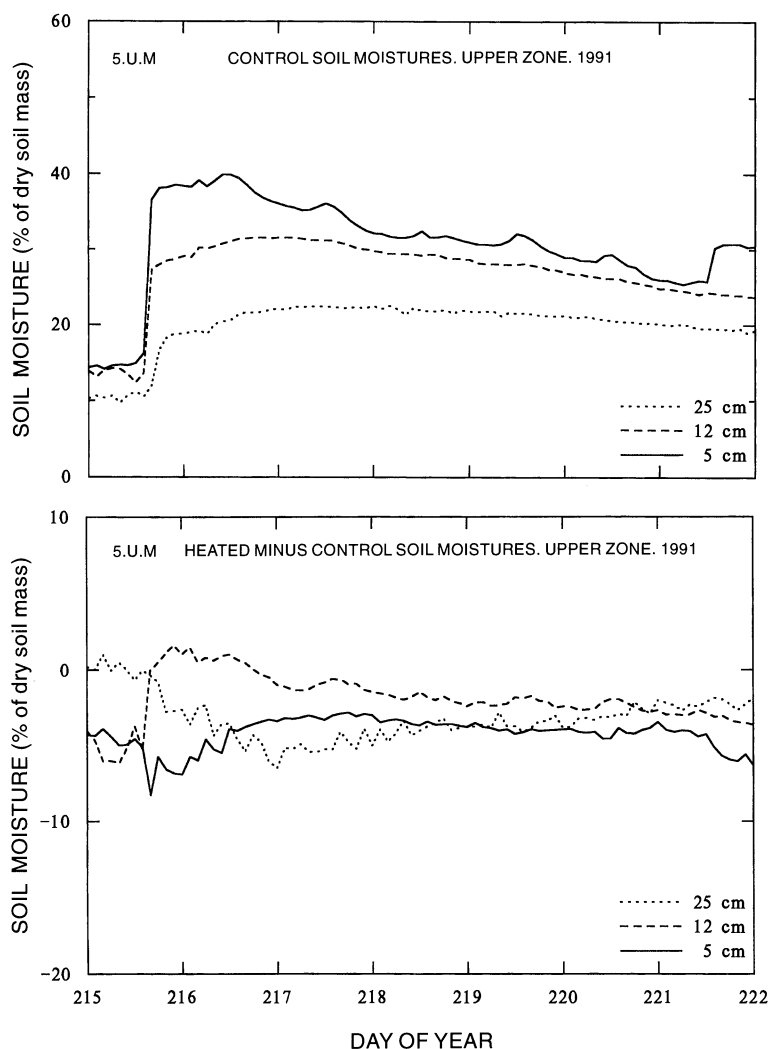 60
5.U.M CONTROL SOIL MOISTURES. UPPER ZONE. 1991
40
SOIL MOISTURE (% of dry soil mass)
20
25 cm
12 cm
5 cm
0
10
5.U.M HEATED MINUS CONTROL SOIL MOISTURES. UPPER ZONE. 1991
0
SOIL MOISTURE (% of dry soil mass)
-10
25 cm
12 cm
5 cm
-20
215 216 217 218 219 220 221 222
DAY OF YEAR